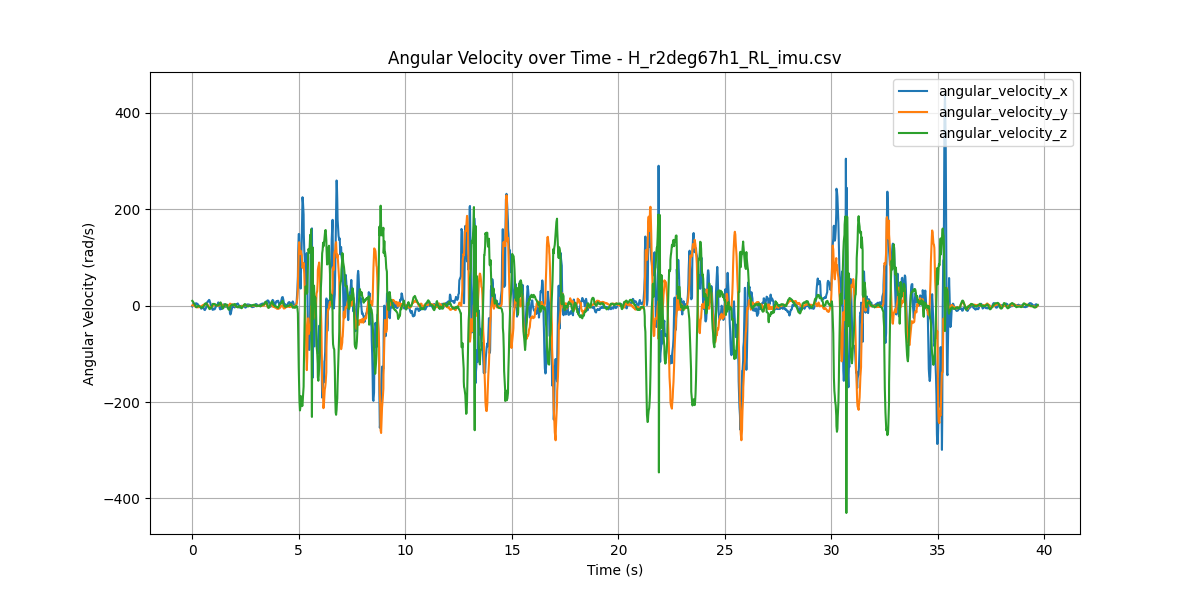 Angular Velocity over Time - H_r2deg67h1_RL_imu.csv
angular_velocity_x
angular_velocity_y
angular_velocity_z
Angular Velocity (rad/s)
400
200
0
−200
−400
0 5 10 15 20 25 30 35 40
Time (s)